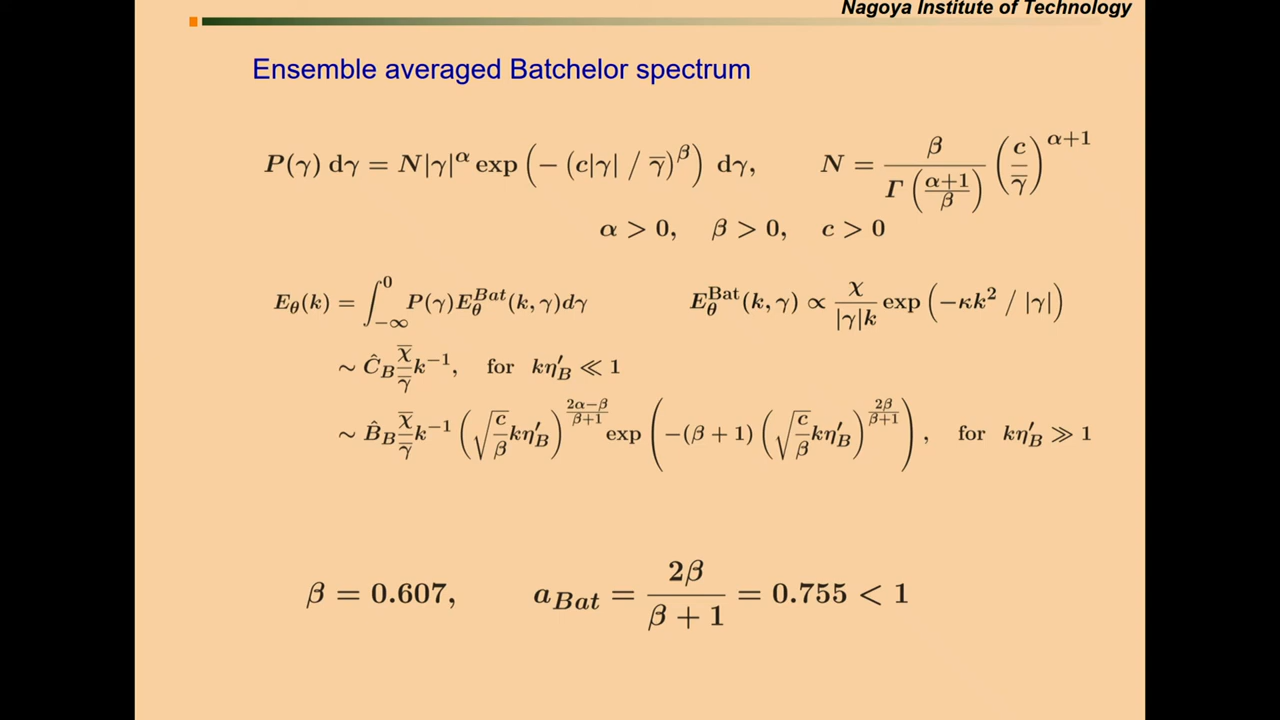 Nagoya Institute of Technology
Ensemble averaged Batchelor spectrum
P(γ) dγ = N|γ|^α exp(−(c|γ| / γ̅)^β) dγ, N = β / Γ((α+1)/β) (c/γ̅)^(α+1)
α > 0, β > 0, c > 0
E_θ(k) = ∫_{−∞}^0 P(γ)E_θ^{Bat}(k, γ)dγ E_θ^{Bat}(k, γ) ∝ χ/(|γ|k) exp(−κk² / |γ|)
∼ Ĉ_B χ̅/γ̅ k^{−1}, for kη′_B ≪ 1
∼ B̂_B χ̅/γ̅ k^{−1} (√(c/β) kη′_B)^{(2α−β)/(β+1)} exp(−(β + 1)(√(c/β) kη′_B)^{2β/(β+1)}), for kη′_B ≫ 1
β = 0.607, a_{Bat} = 2β/(β + 1) = 0.755 < 1